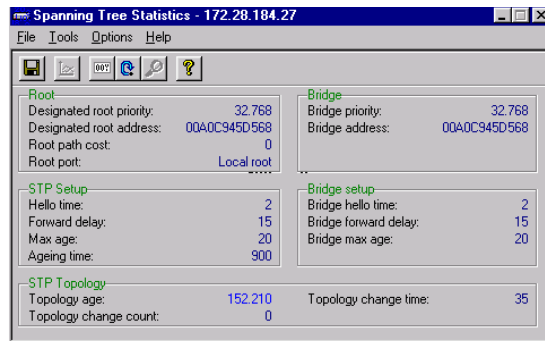 Spanning Tree Statistics - 172.28.184.27
File Tools Options Help
Root
Designated root priority: 32.768
Designated root address: 00A0C945D568
Root path cost: 0
Root port: Local root
Bridge
Bridge priority: 32.768
Bridge address: 00A0C945D568
STP Setup
Hello time: 2
Forward delay: 15
Max age: 20
Ageing time: 900
Bridge setup
Bridge hello time: 2
Bridge forward delay: 15
Bridge max age: 20
STP Topology
Topology age: 152.210
Topology change count: 0
Topology change time: 35